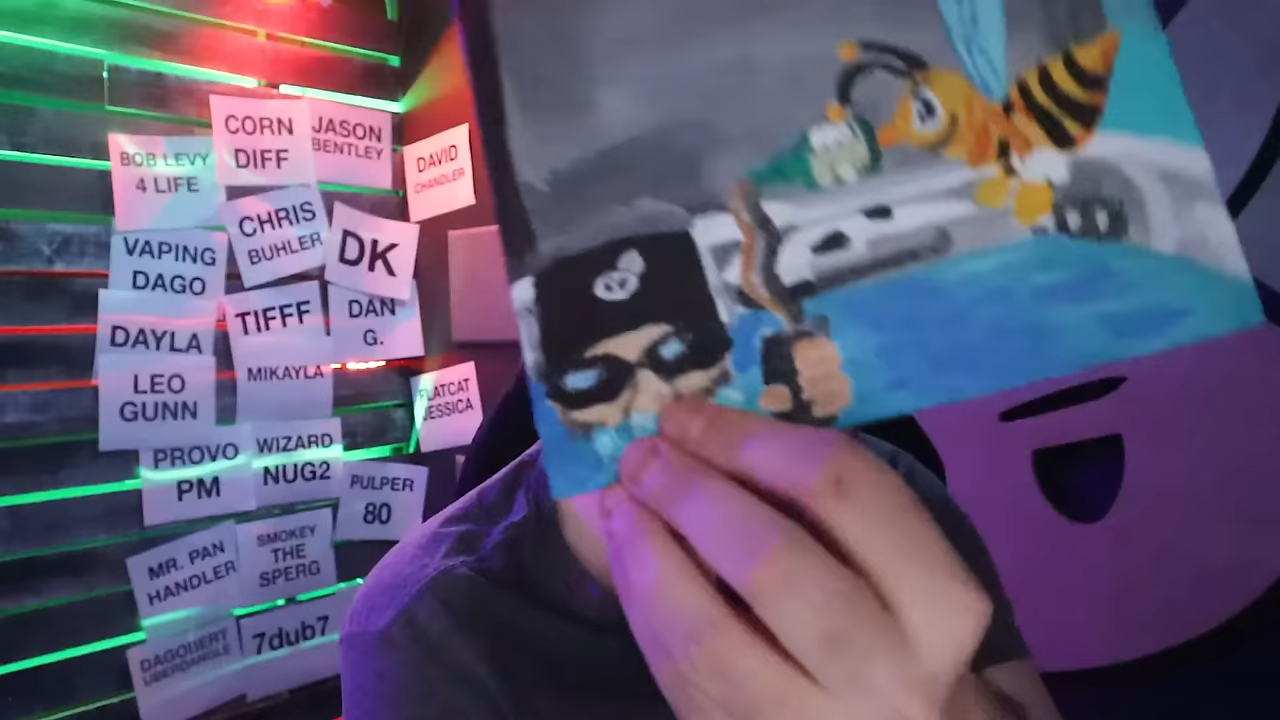 CORN
DIFF
JASON
BENTLEY
BOB LEVY
4 LIFE
DAVID
CHANDLER
CHRIS
BUHLER
DK
VAPING
DAGO
TIFFF
DAN
G.
DAYLA
MIKAYLA
LEO
GUNN
FLATCAT
JESSICA
PROVO
PM
WIZARD
NUG2
PULPER
80
MR. PAN
HANDLER
SMOKEY
THE
SPERG
DAGOBERT
UBERDANGLE
7dub7